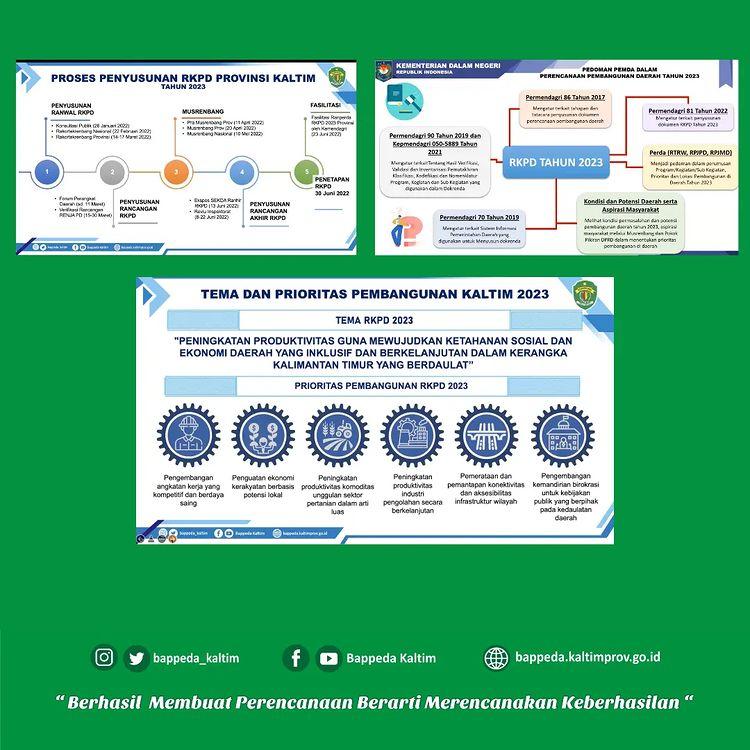 PROSES PENYUSUNAN RKPD PROVINSI KALTIM
TAHUN 2023
PENYUSUNAN
RANWAL RKPD
• Konsultasi Publik (26 Januari 2022)
• Rakortekrenbang Nasional (22 Februari 2022)
• Rakortekrenbang Provinsi (14-17 Maret 2022)
MUSRENBANG
• Pra Musrenbang Prov (11 April 2022)
• Musrenbang Prov (20 April 2022)
• Musrenbang Nasional (10 Mei 2022)
FASILITASI
Fasilitasi Ranperda
RKPD 2023 Provinsi
oleh Kemendagri
(23 Juni 2022)
1
2
3
4
5
• Forum Perangkat
Daerah (sd. 11 Maret)
• Verifikasi Rancangan
RENJA PD (15-30 Maret)
PENYUSUNAN
RANCANGAN
RKPD
• Ekspos SEKDA Ranhir
RKPD (13 Juni 2022)
• Reviu Inspektorat
(8-22 Juni 2022)
PENYUSUNAN
RANCANGAN
AKHIR RKPD
PENETAPAN
RKPD
30 Juni 2022
bappeda_kaltim
Bappeda Kaltim
bappeda.kaltimprov.go.id
KEMENTERIAN DALAM NEGERI
REPUBLIK INDONESIA
PEDOMAN PEMDA DALAM
PERENCANAAN PEMBANGUNAN DAERAH TAHUN 2023
Permendagri 86 Tahun 2017
Mengatur terkait tahapan dan
tatacara penyusunan dokumen
perencanaan pembangunan daerah
Permendagri 81 Tahun 2022
Mengatur terkait penyusunan
dokumen RKPD Tahun 2023
Permendagri 90 Tahun 2019 dan
Kepmendagri 050-5889 Tahun
2021
Mengatur terkaitTentang Hasil Verifikasi,
Validasi dan Inventarisasi Pemutakhiran
Klasifikasi, Kodefikasi dan Nomenklatur
Program, Kegiatan dan Sub Kegiatan yang
digunakan dalam Dokrenda
RKPD TAHUN 2023
Perda (RTRW, RPJPD, RPJMD)
Menjadi pedoman dalam perumusan
Program/Kegiatan/Sub Kegiatan,
Prioritas dan Lokus Pembangunan di
Daerah Tahun 2023
Permendagri 70 Tahun 2019
Mengatur terkait Sistem Informasi
Pemerintahan Daerah yang
digunakan untuk Menyusun dokrenda
Kondisi dan Potensi Daerah serta
Aspirasi Masyarakat
Melihat kondisi permasalahan dan potensi
pembangunan daerah tahun 2023, aspirasi
masyarakat melalui Musrenbang dan Pokok
Pikiran DPRD dalam menentukan prioritas
pembangunan di daerah
TEMA DAN PRIORITAS PEMBANGUNAN KALTIM 2023
TEMA RKPD 2023
"PENINGKATAN PRODUKTIVITAS GUNA MEWUJUDKAN KETAHANAN SOSIAL DAN
EKONOMI DAERAH YANG INKLUSIF DAN BERKELANJUTAN DALAM KERANGKA
KALIMANTAN TIMUR YANG BERDAULAT"
PRIORITAS PEMBANGUNAN RKPD 2023
Pengembangan
angkatan kerja yang
kompetitif dan berdaya
saing
Penguatan ekonomi
kerakyatan berbasis
potensi lokal
Peningkatan
produktivitas komoditas
unggulan sektor
pertanian dalam arti
luas
Peningkatan
produktivitas
industri
pengolahan secara
berkelanjutan
Pemerataan dan
pemantapan konektivitas
dan aksesibilitas
infrastruktur wilayah
Pengembangan
kemandirian birokrasi
untuk kebijakan
publik yang berpihak
pada kedaulatan
daerah
bappeda_kaltim
Bappeda Kaltim
bappeda.kaltimprov.go.id
bappeda_kaltim
Bappeda Kaltim
bappeda.kaltimprov.go.id
“ Berhasil Membuat Perencanaan Berarti Merencanakan Keberhasilan “